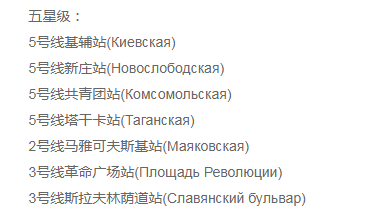 五星级：
5号线基辅站(Киевская)
5号线新庄站(Новослободская)
5号线共青团站(Комсомольская)
5号线塔干卡站(Таганская)
2号线马雅可夫斯基站(Маяковская)
3号线革命广场站(Площадь Революции)
3号线斯拉夫林荫道站(Славянский бульвар)